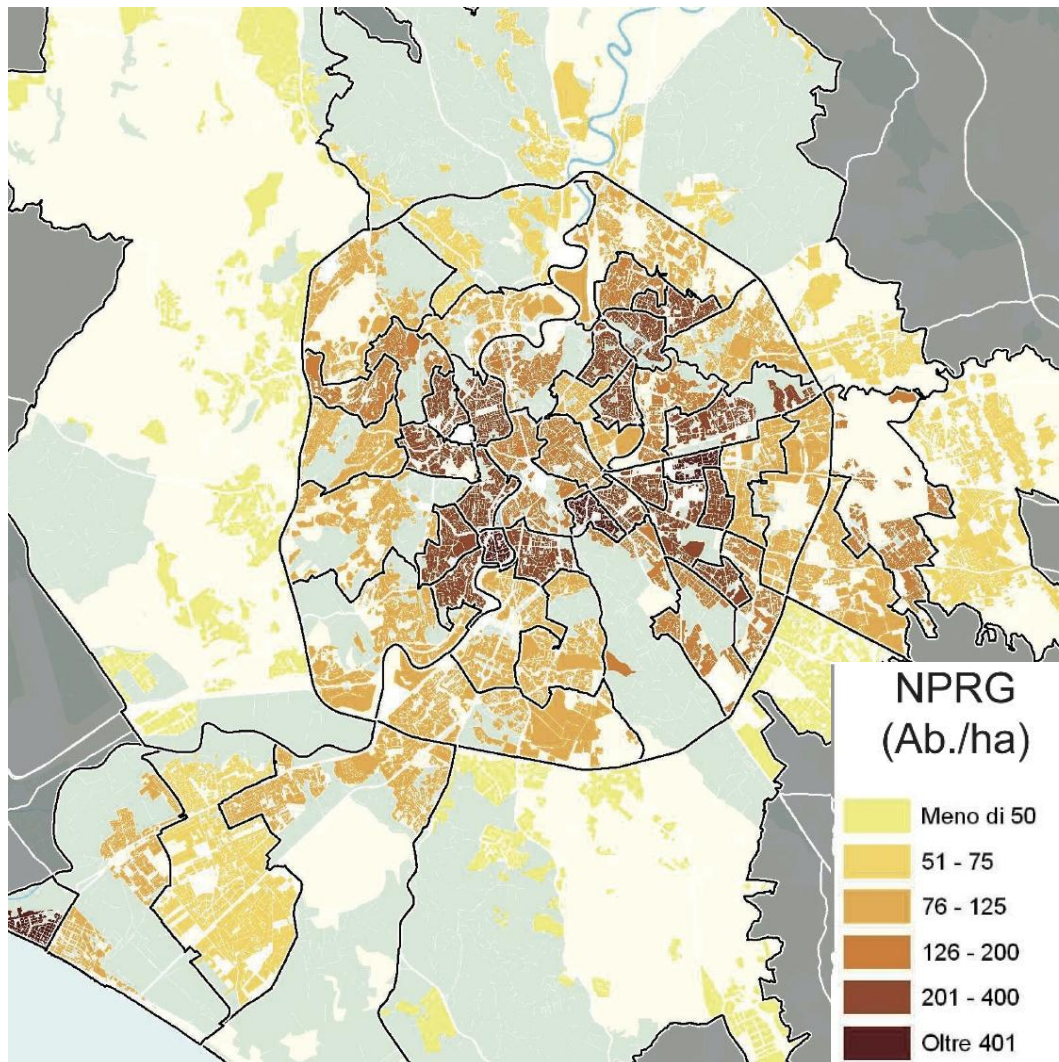 NPRG
(Ab./ha)
Meno di 50
51 - 75
76 - 125
126 - 200
201 - 400
Oltre 401